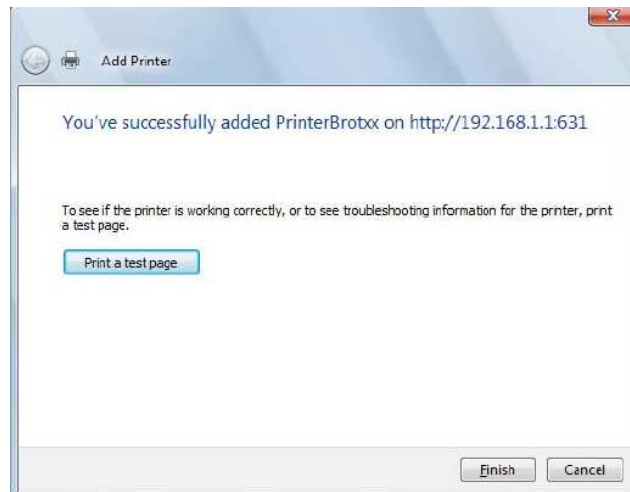 Add Printer
You've successfully added PrinterBrotxx on http://192.168.1.1:631
To see if the printer is working correctly, or to see troubleshooting information for the printer, print
a test page.
Print a test page
Finish Cancel